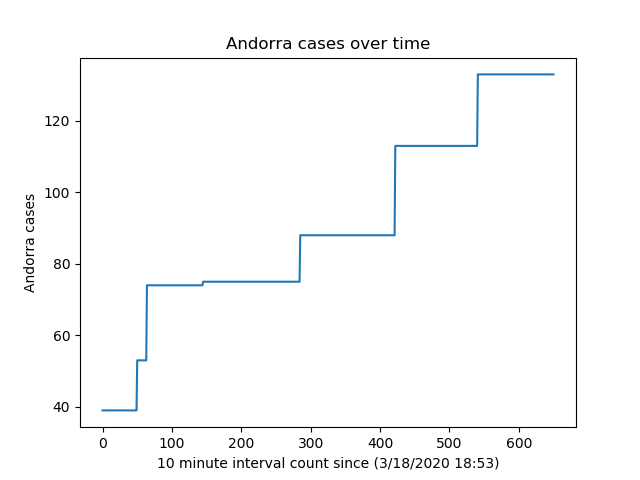 Andorra cases over time
120
100
80
60
40
Andorra cases
0 100 200 300 400 500 600
10 minute interval count since (3/18/2020 18:53)